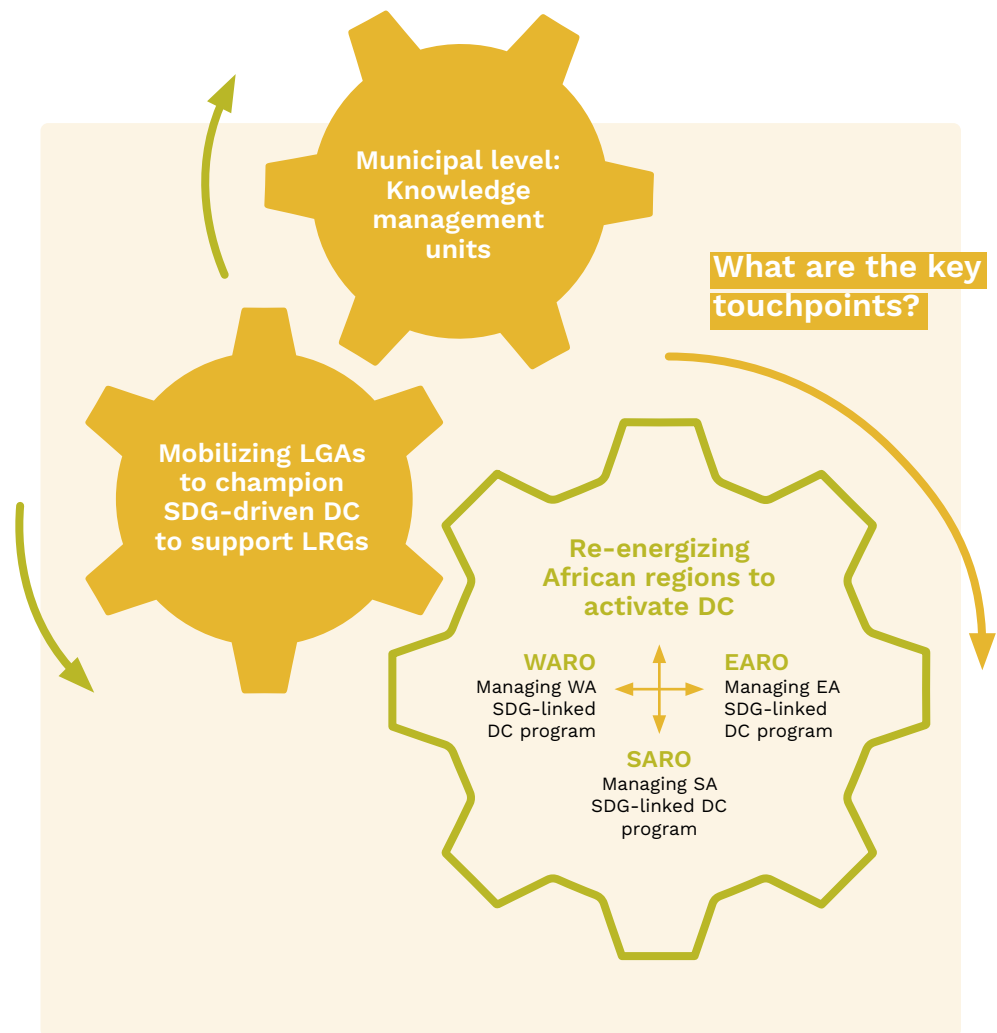 Municipal level:
Knowledge
management
units
What are the key
touchpoints?
Mobilizing LGAs
to champion
SDG-driven DC
to support LRGs
Re-energizing
African regions to
activate DC
WARO
Managing WA
SDG-linked
DC program
EARO
Managing EA
SDG-linked
DC program
SARO
Managing SA
SDG-linked DC
program